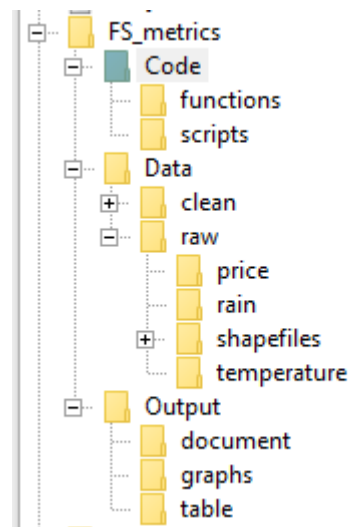 FS_metrics
Code
functions
scripts
Data
clean
raw
price
rain
shapefiles
temperature
Output
document
graphs
table